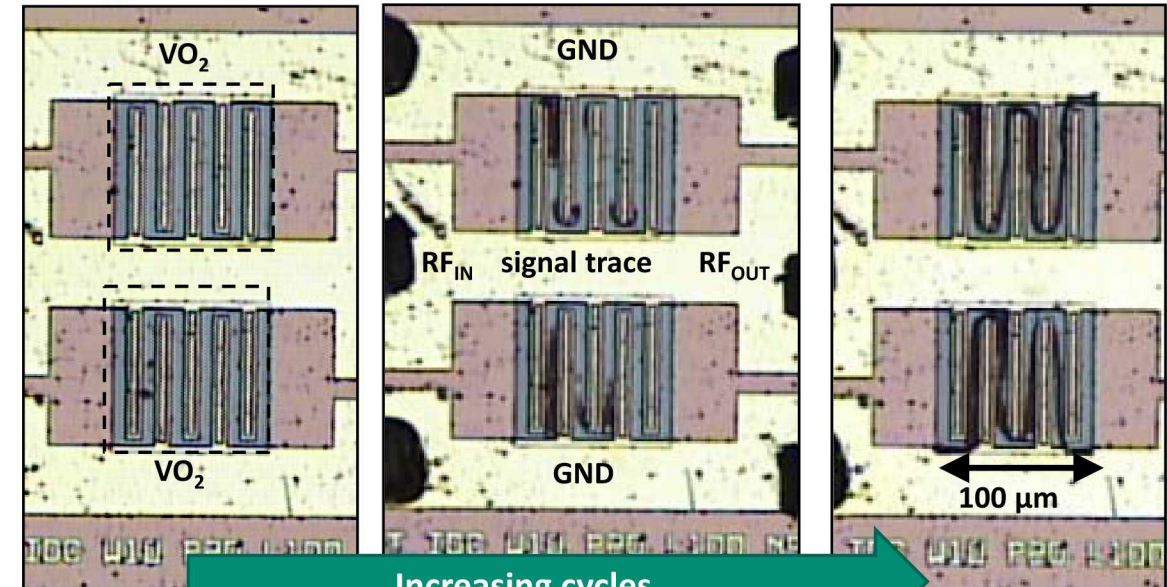 VO2
VO2
GND
RFIN signal trace RFOUT
GND
100 µm
Increasing cycles